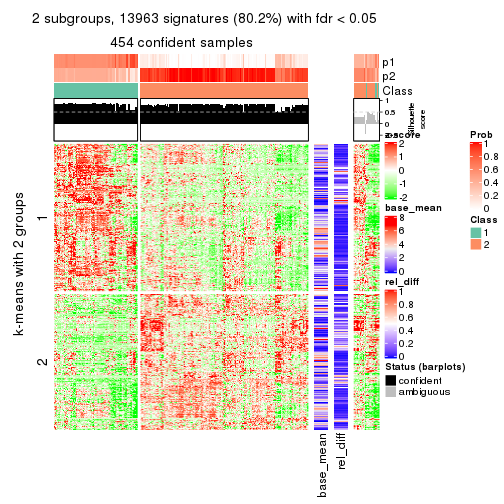 2 subgroups, 13963 signatures (80.2%) with fdr < 0.05
454 confident samples
p1
p2
Class
1
0.5
0
-0.5
Silhouette
score
k-means with 2 groups
1
2
base_mean
rel_diff
z-score
2
1
0
-1
-2
base_mean
8
6
4
2
0
rel_diff
1
0.8
0.6
0.4
0.2
0
Status (barplots)
confident
ambiguous
Prob
1
0.8
0.6
0.4
0.2
0
Class
1
2